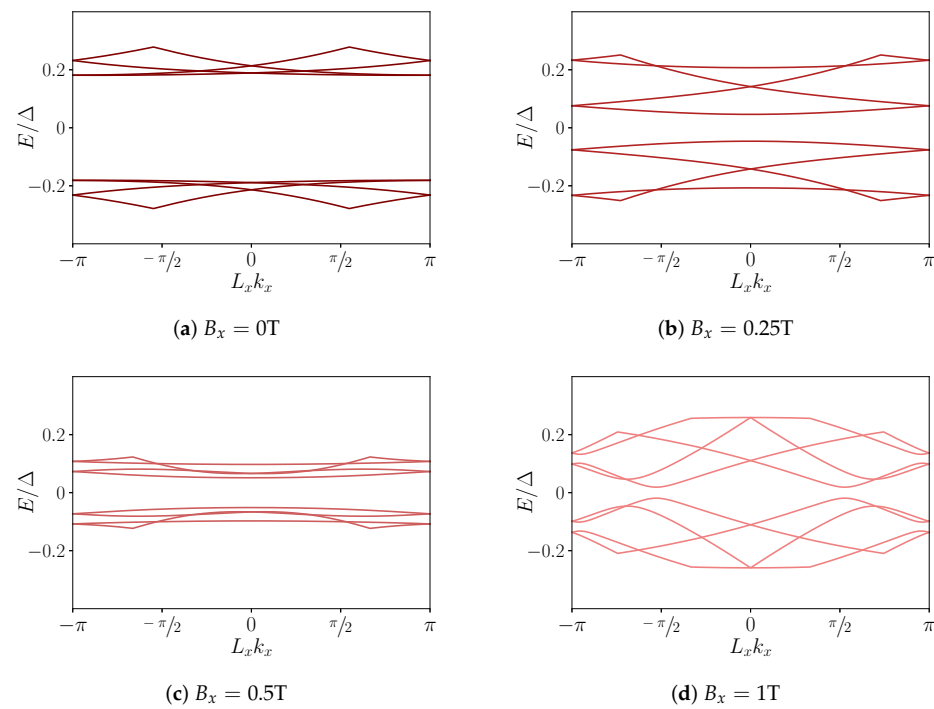 E/Δ
0.2
0
−0.2
−π
−π/2
0
π/2
π
L_x k_x
(a) B_x = 0T
E/Δ
0.2
0
−0.2
−π
−π/2
0
π/2
π
L_x k_x
(b) B_x = 0.25T
E/Δ
0.2
0
−0.2
−π
−π/2
0
π/2
π
L_x k_x
(c) B_x = 0.5T
E/Δ
0.2
0
−0.2
−π
−π/2
0
π/2
π
L_x k_x
(d) B_x = 1T